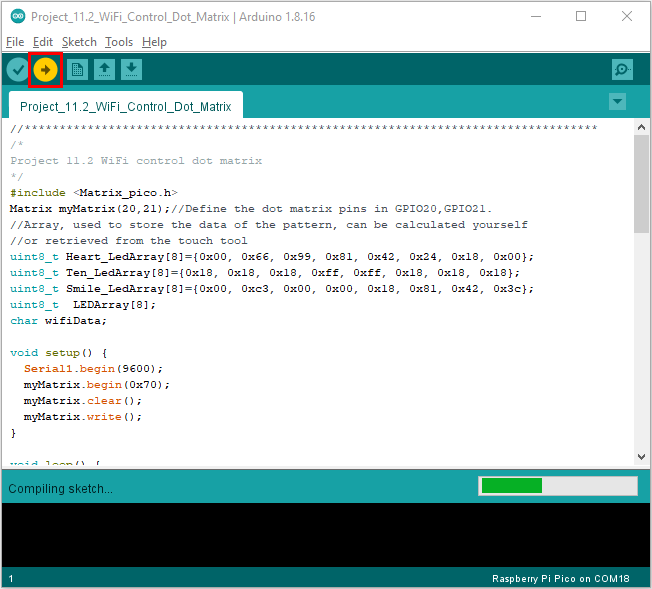 Project_11.2_WiFi_Control_Dot_Matrix | Arduino 1.8.16
File Edit Sketch Tools Help
Project_11.2_WiFi_Control_Dot_Matrix
//**********************************************************************************
/*
Project 11.2 WiFi control dot matrix
*/
#include <Matrix_pico.h>
Matrix myMatrix(20,21);//Define the dot matrix pins in GPIO20,GPIO21.
//Array, used to store the data of the pattern, can be calculated yourself
//or retrieved from the touch tool
uint8_t Heart_LedArray[8]={0x00, 0x66, 0x99, 0x81, 0x42, 0x24, 0x18, 0x00};
uint8_t Ten_LedArray[8]={0x18, 0x18, 0x18, 0xff, 0xff, 0x18, 0x18, 0x18};
uint8_t Smile_LedArray[8]={0x00, 0xc3, 0x00, 0x00, 0x18, 0x81, 0x42, 0x3c};
uint8_t  LEDArray[8];
char wifiData;
void setup() {
  Serial1.begin(9600);
  myMatrix.begin(0x70);
  myMatrix.clear();
  myMatrix.write();
}
void loop() {
Compiling sketch...
1 Raspberry Pi Pico on COM18